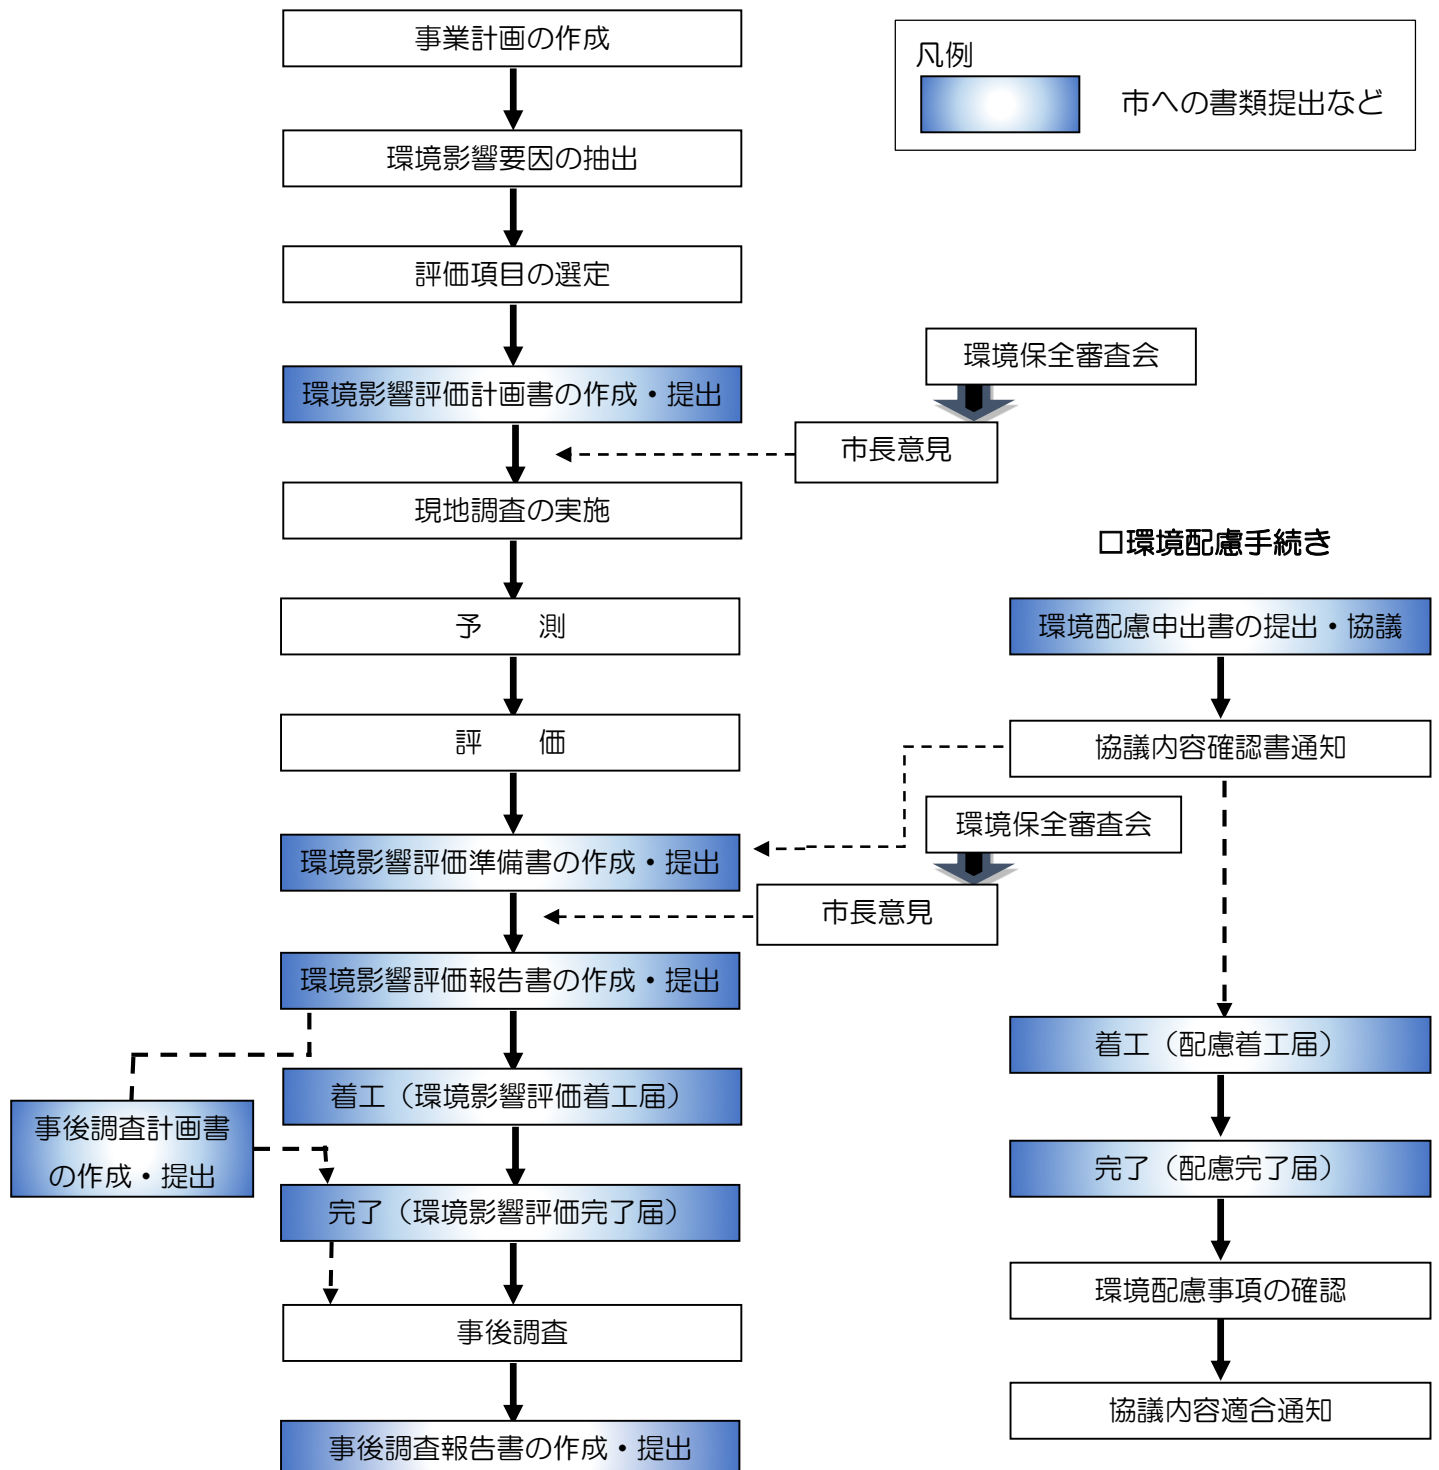 事業計画の作成
凡例
市への書類提出など
環境影響要因の抽出
評価項目の選定
環境保全審査会
環境影響評価計画書の作成・提出
市長意見
現地調査の実施
□環境配慮手続き
予　　測
環境配慮申出書の提出・協議
評　　価
協議内容確認書通知
環境保全審査会
環境影響評価準備書の作成・提出
市長意見
環境影響評価報告書の作成・提出
着工（配慮着工届）
着工（環境影響評価着工届）
事後調査計画書
の作成・提出
完了（配慮完了届）
完了（環境影響評価完了届）
環境配慮事項の確認
事後調査
協議内容適合通知
事後調査報告書の作成・提出